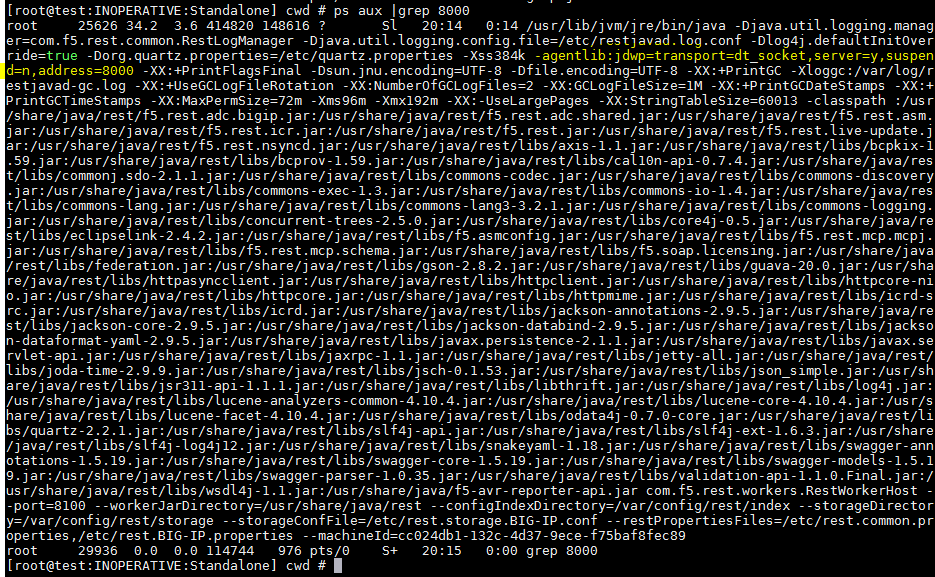 [root@test:INOPERATIVE:Standalone] cwd # ps aux |grep 8000
root     25626 34.2  3.6 414820 148616 ?       Sl   20:14   0:14 /usr/lib/jvm/jre/bin/java -Djava.util.logging.manag
er=com.f5.rest.common.RestLogManager -Djava.util.logging.config.file=/etc/restjavad.log.conf -Dlog4j.defaultInitOver
ride=true -Dorg.quartz.properties=/etc/quartz.properties -Xss384k -agentlib:jdwp=transport=dt_socket,server=y,suspen
d=n,address=8000 -XX:+PrintFlagsFinal -Dsun.jnu.encoding=UTF-8 -Dfile.encoding=UTF-8 -XX:+PrintGC -Xloggc:/var/log/r
estjavad-gc.log -XX:+UseGCLogFileRotation -XX:NumberOfGCLogFiles=2 -XX:GCLogFileSize=1M -XX:+PrintGCDateStamps -XX:+
PrintGCTimeStamps -XX:MaxPermSize=72m -Xms96m -Xmx192m -XX:-UseLargePages -XX:StringTableSize=60013 -classpath :/usr
/share/java/rest/f5.rest.adc.bigip.jar:/usr/share/java/rest/f5.rest.adc.shared.jar:/usr/share/java/rest/f5.rest.asm.
jar:/usr/share/java/rest/f5.rest.icr.jar:/usr/share/java/rest/f5.rest.jar:/usr/share/java/rest/f5.rest.live-update.j
ar:/usr/share/java/rest/f5.rest.nsyncd.jar:/usr/share/java/rest/libs/axis-1.1.jar:/usr/share/java/rest/libs/bcpkix-1
.59.jar:/usr/share/java/rest/libs/bcprov-1.59.jar:/usr/share/java/rest/libs/cal10n-api-0.7.4.jar:/usr/share/java/res
t/libs/commonj.sdo-2.1.1.jar:/usr/share/java/rest/libs/commons-codec.jar:/usr/share/java/rest/libs/commons-discovery
.jar:/usr/share/java/rest/libs/commons-exec-1.3.jar:/usr/share/java/rest/libs/commons-io-1.4.jar:/usr/share/java/res
t/libs/commons-lang.jar:/usr/share/java/rest/libs/commons-lang3-3.2.1.jar:/usr/share/java/rest/libs/commons-logging.
jar:/usr/share/java/rest/libs/concurrent-trees-2.5.0.jar:/usr/share/java/rest/libs/core4j-0.5.jar:/usr/share/java/re
st/libs/eclipselink-2.4.2.jar:/usr/share/java/rest/libs/f5.asmconfig.jar:/usr/share/java/rest/libs/f5.rest.mcp.mcpj.
jar:/usr/share/java/rest/libs/f5.rest.mcp.schema.jar:/usr/share/java/rest/libs/f5.soap.licensing.jar:/usr/share/java
/rest/libs/federation.jar:/usr/share/java/rest/libs/gson-2.8.2.jar:/usr/share/java/rest/libs/guava-20.0.jar:/usr/sha
re/java/rest/libs/httpasyncclient.jar:/usr/share/java/rest/libs/httpclient.jar:/usr/share/java/rest/libs/httpcore-ni
o.jar:/usr/share/java/rest/libs/httpcore.jar:/usr/share/java/rest/libs/httpmime.jar:/usr/share/java/rest/libs/icrd-s
rc.jar:/usr/share/java/rest/libs/icrd.jar:/usr/share/java/rest/libs/jackson-annotations-2.9.5.jar:/usr/share/java/re
st/libs/jackson-core-2.9.5.jar:/usr/share/java/rest/libs/jackson-databind-2.9.5.jar:/usr/share/java/rest/libs/jackso
n-dataformat-yaml-2.9.5.jar:/usr/share/java/rest/libs/javax.persistence-2.1.1.jar:/usr/share/java/rest/libs/javax.se
rvlet-api.jar:/usr/share/java/rest/libs/jaxrpc-1.1.jar:/usr/share/java/rest/libs/jetty-all.jar:/usr/share/java/rest/
libs/joda-time-2.9.9.jar:/usr/share/java/rest/libs/jsch-0.1.53.jar:/usr/share/java/rest/libs/json_simple.jar:/usr/sh
are/java/rest/libs/jsr311-api-1.1.1.jar:/usr/share/java/rest/libs/libthrift.jar:/usr/share/java/rest/libs/log4j.jar:
/usr/share/java/rest/libs/lucene-analyzers-common-4.10.4.jar:/usr/share/java/rest/libs/lucene-core-4.10.4.jar:/usr/s
hare/java/rest/libs/lucene-facet-4.10.4.jar:/usr/share/java/rest/libs/odata4j-0.7.0-core.jar:/usr/share/java/rest/li
bs/quartz-2.2.1.jar:/usr/share/java/rest/libs/slf4j-api.jar:/usr/share/java/rest/libs/slf4j-ext-1.6.3.jar:/usr/share
/java/rest/libs/slf4j-log4j12.jar:/usr/share/java/rest/libs/snakeyaml-1.18.jar:/usr/share/java/rest/libs/swagger-ann
otations-1.5.19.jar:/usr/share/java/rest/libs/swagger-core-1.5.19.jar:/usr/share/java/rest/libs/swagger-models-1.5.1
9.jar:/usr/share/java/rest/libs/swagger-parser-1.0.35.jar:/usr/share/java/rest/libs/validation-api-1.1.0.Final.jar:/
usr/share/java/rest/libs/wsdl4j-1.1.jar:/usr/share/java/f5-avr-reporter-api.jar com.f5.rest.workers.RestWorkerHost -
-port=8100 --workerJarDirectory=/usr/share/java/rest --configIndexDirectory=/var/config/rest/index --storageDirector
y=/var/config/rest/storage --storageConfFile=/etc/rest.storage.BIG-IP.conf --restPropertiesFiles=/etc/rest.common.pr
operties,/etc/rest.BIG-IP.properties --machineId=cc024db1-132c-4d37-9ece-f75baf8fec89
root     29936  0.0  0.0 114744   976 pts/0    S+   20:15   0:00 grep 8000
[root@test:INOPERATIVE:Standalone] cwd #